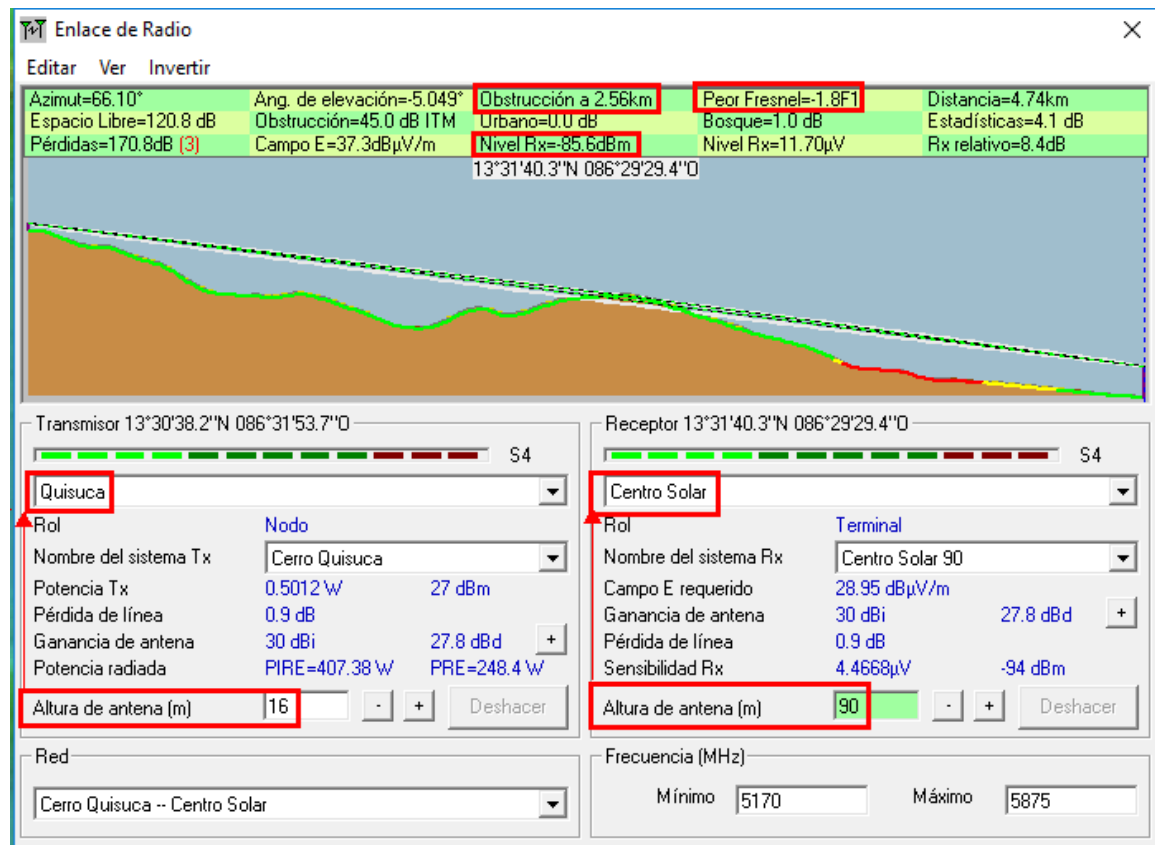 Enlace de Radio
Editar Ver Invertir
Azimut=66.10° Ang. de elevación=-5.049° Obstrucción a 2.56km Peor Fresnel=-1.8F1 Distancia=4.74km
Espacio Libre=120.8 dB Obstrucción=45.0 dB ITM Urbano=0.0 dB Bosque=1.0 dB Estadísticas=4.1 dB
Pérdidas=170.8dB (3) Campo E=37.3dBµV/m Nivel Rx=-85.6dBm Nivel Rx=11.70µV Rx relativo=8.4dB
13°31'40.3"N 086°29'29.4"O
Transmisor 13°30'38.2"N 086°31'53.7"O
S4
Quisuca
Rol Nodo
Nombre del sistema Tx Cerro Quisuca
Potencia Tx 0.5012 W 27 dBm
Pérdida de línea 0.9 dB
Ganancia de antena 30 dBi 27.8 dBd +
Potencia radiada PIRE=407.38 W PRE=248.4 W
Altura de antena (m) 16 - + Deshacer
Red
Cerro Quisuca -- Centro Solar
Receptor 13°31'40.3"N 086°29'29.4"O
S4
Centro Solar
Rol Terminal
Nombre del sistema Rx Centro Solar 90
Campo E requerido 28.95 dBµV/m
Ganancia de antena 30 dBi 27.8 dBd +
Pérdida de línea 0.9 dB
Sensibilidad Rx 4.4668µV -94 dBm
Altura de antena (m) 90 - + Deshacer
Frecuencia (MHz)
Mínimo 5170 Máximo 5875